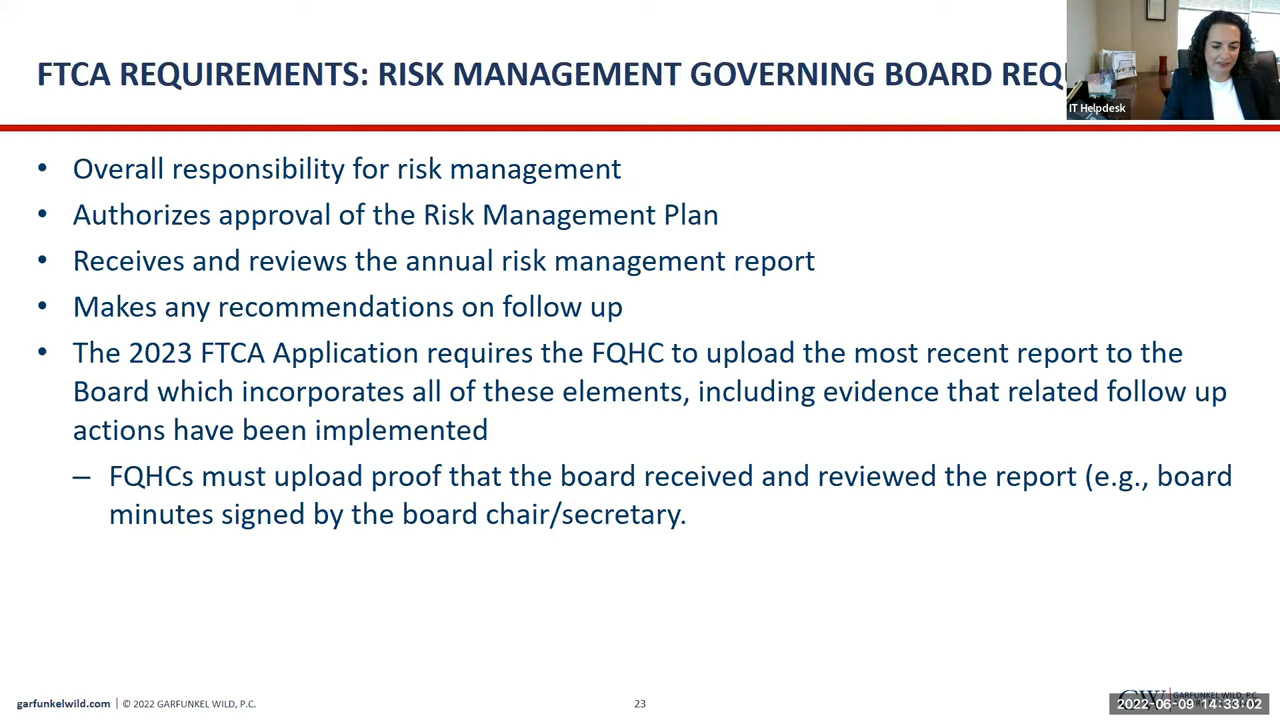 FTCA REQUIREMENTS: RISK MANAGEMENT GOVERNING BOARD
IT Helpdesk
• Overall responsibility for risk management
• Authorizes approval of the Risk Management Plan
• Receives and reviews the annual risk management report
• Makes any recommendations on follow up
• The 2023 FTCA Application requires the FQHC to upload the most recent report to the
Board which incorporates all of these elements, including evidence that related follow up
actions have been implemented
– FQHCs must upload proof that the board received and reviewed the report (e.g., board
minutes signed by the board chair/secretary.
garfunkelwild.com | © 2022 GARFUNKEL WILD, P.C.
23
2022-06-09 14:33:02